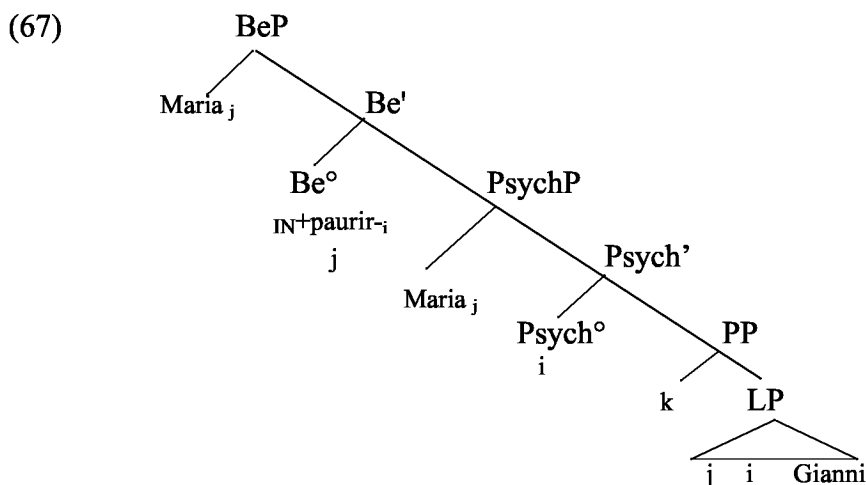 (67)
BeP
Maria j
Be'
Be°
IN+paurir-i
j
PsychP
Maria j
Psych’
Psych°
i
PP
k
LP
j i Gianni